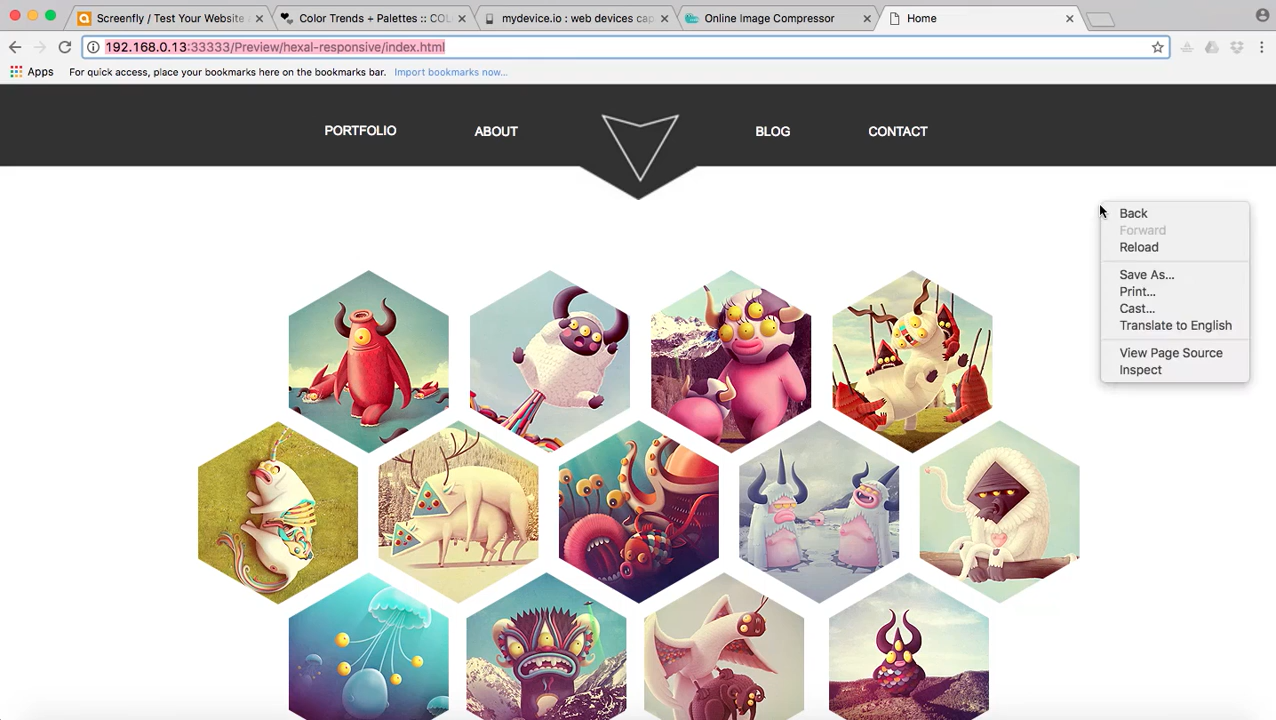 Screenfly / Test Your Website
Color Trends + Palettes :: COL
mydevice.io : web devices cap
Online Image Compressor
Home
192.168.0.13:33333/Preview/hexal-responsive/index.html
Apps
For quick access, place your bookmarks here on the bookmarks bar.
Import bookmarks now...
PORTFOLIO
ABOUT
BLOG
CONTACT
Back
Forward
Reload
Save As...
Print...
Cast...
Translate to English
View Page Source
Inspect